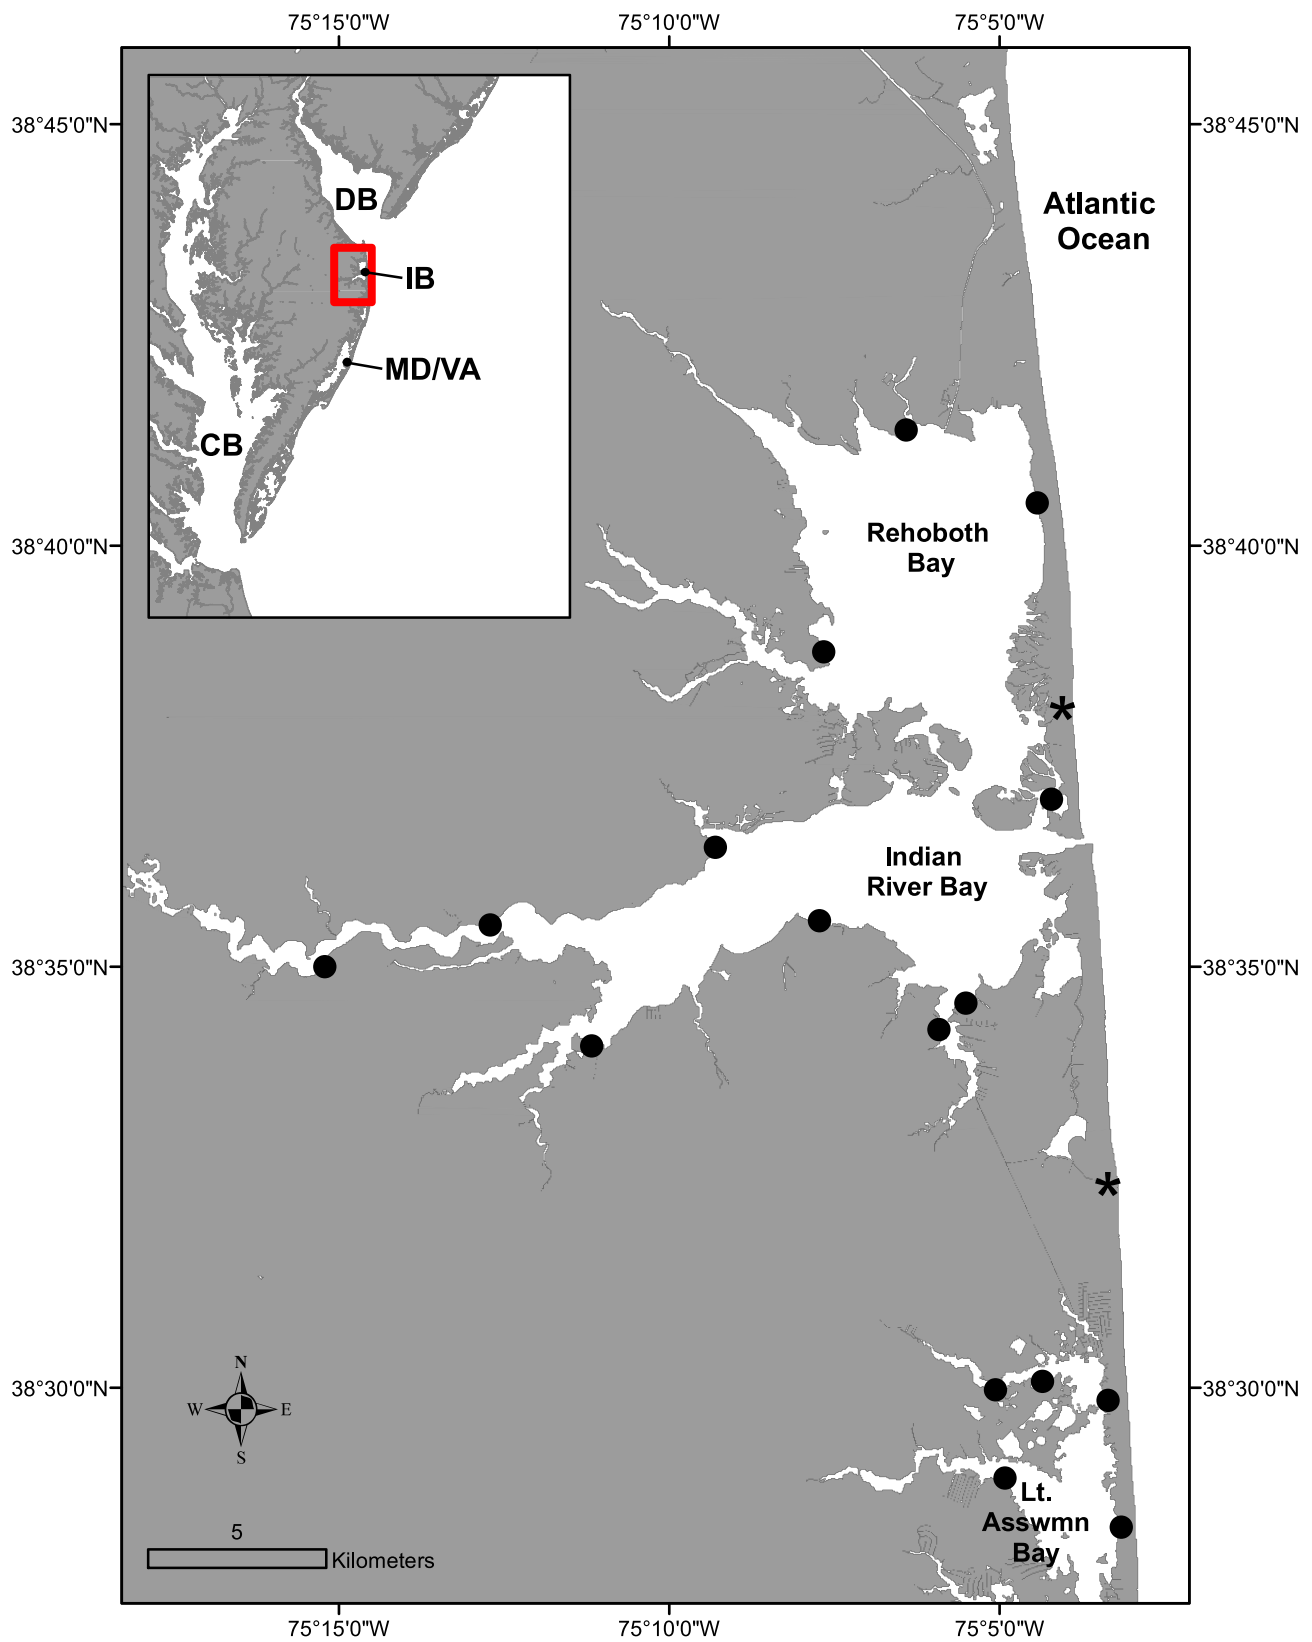 75°15'0"W 75°10'0"W 75°5'0"W
38°45'0"N 38°45'0"N
DB
Atlantic
Ocean
IB
MD/VA
CB
Rehoboth
Bay
38°40'0"N 38°40'0"N
*
Indian
River Bay
38°35'0"N 38°35'0"N
*
N
W E
S
38°30'0"N 38°30'0"N
Lt.
Asswmn
Bay
5
Kilometers
75°15'0"W 75°10'0"W 75°5'0"W